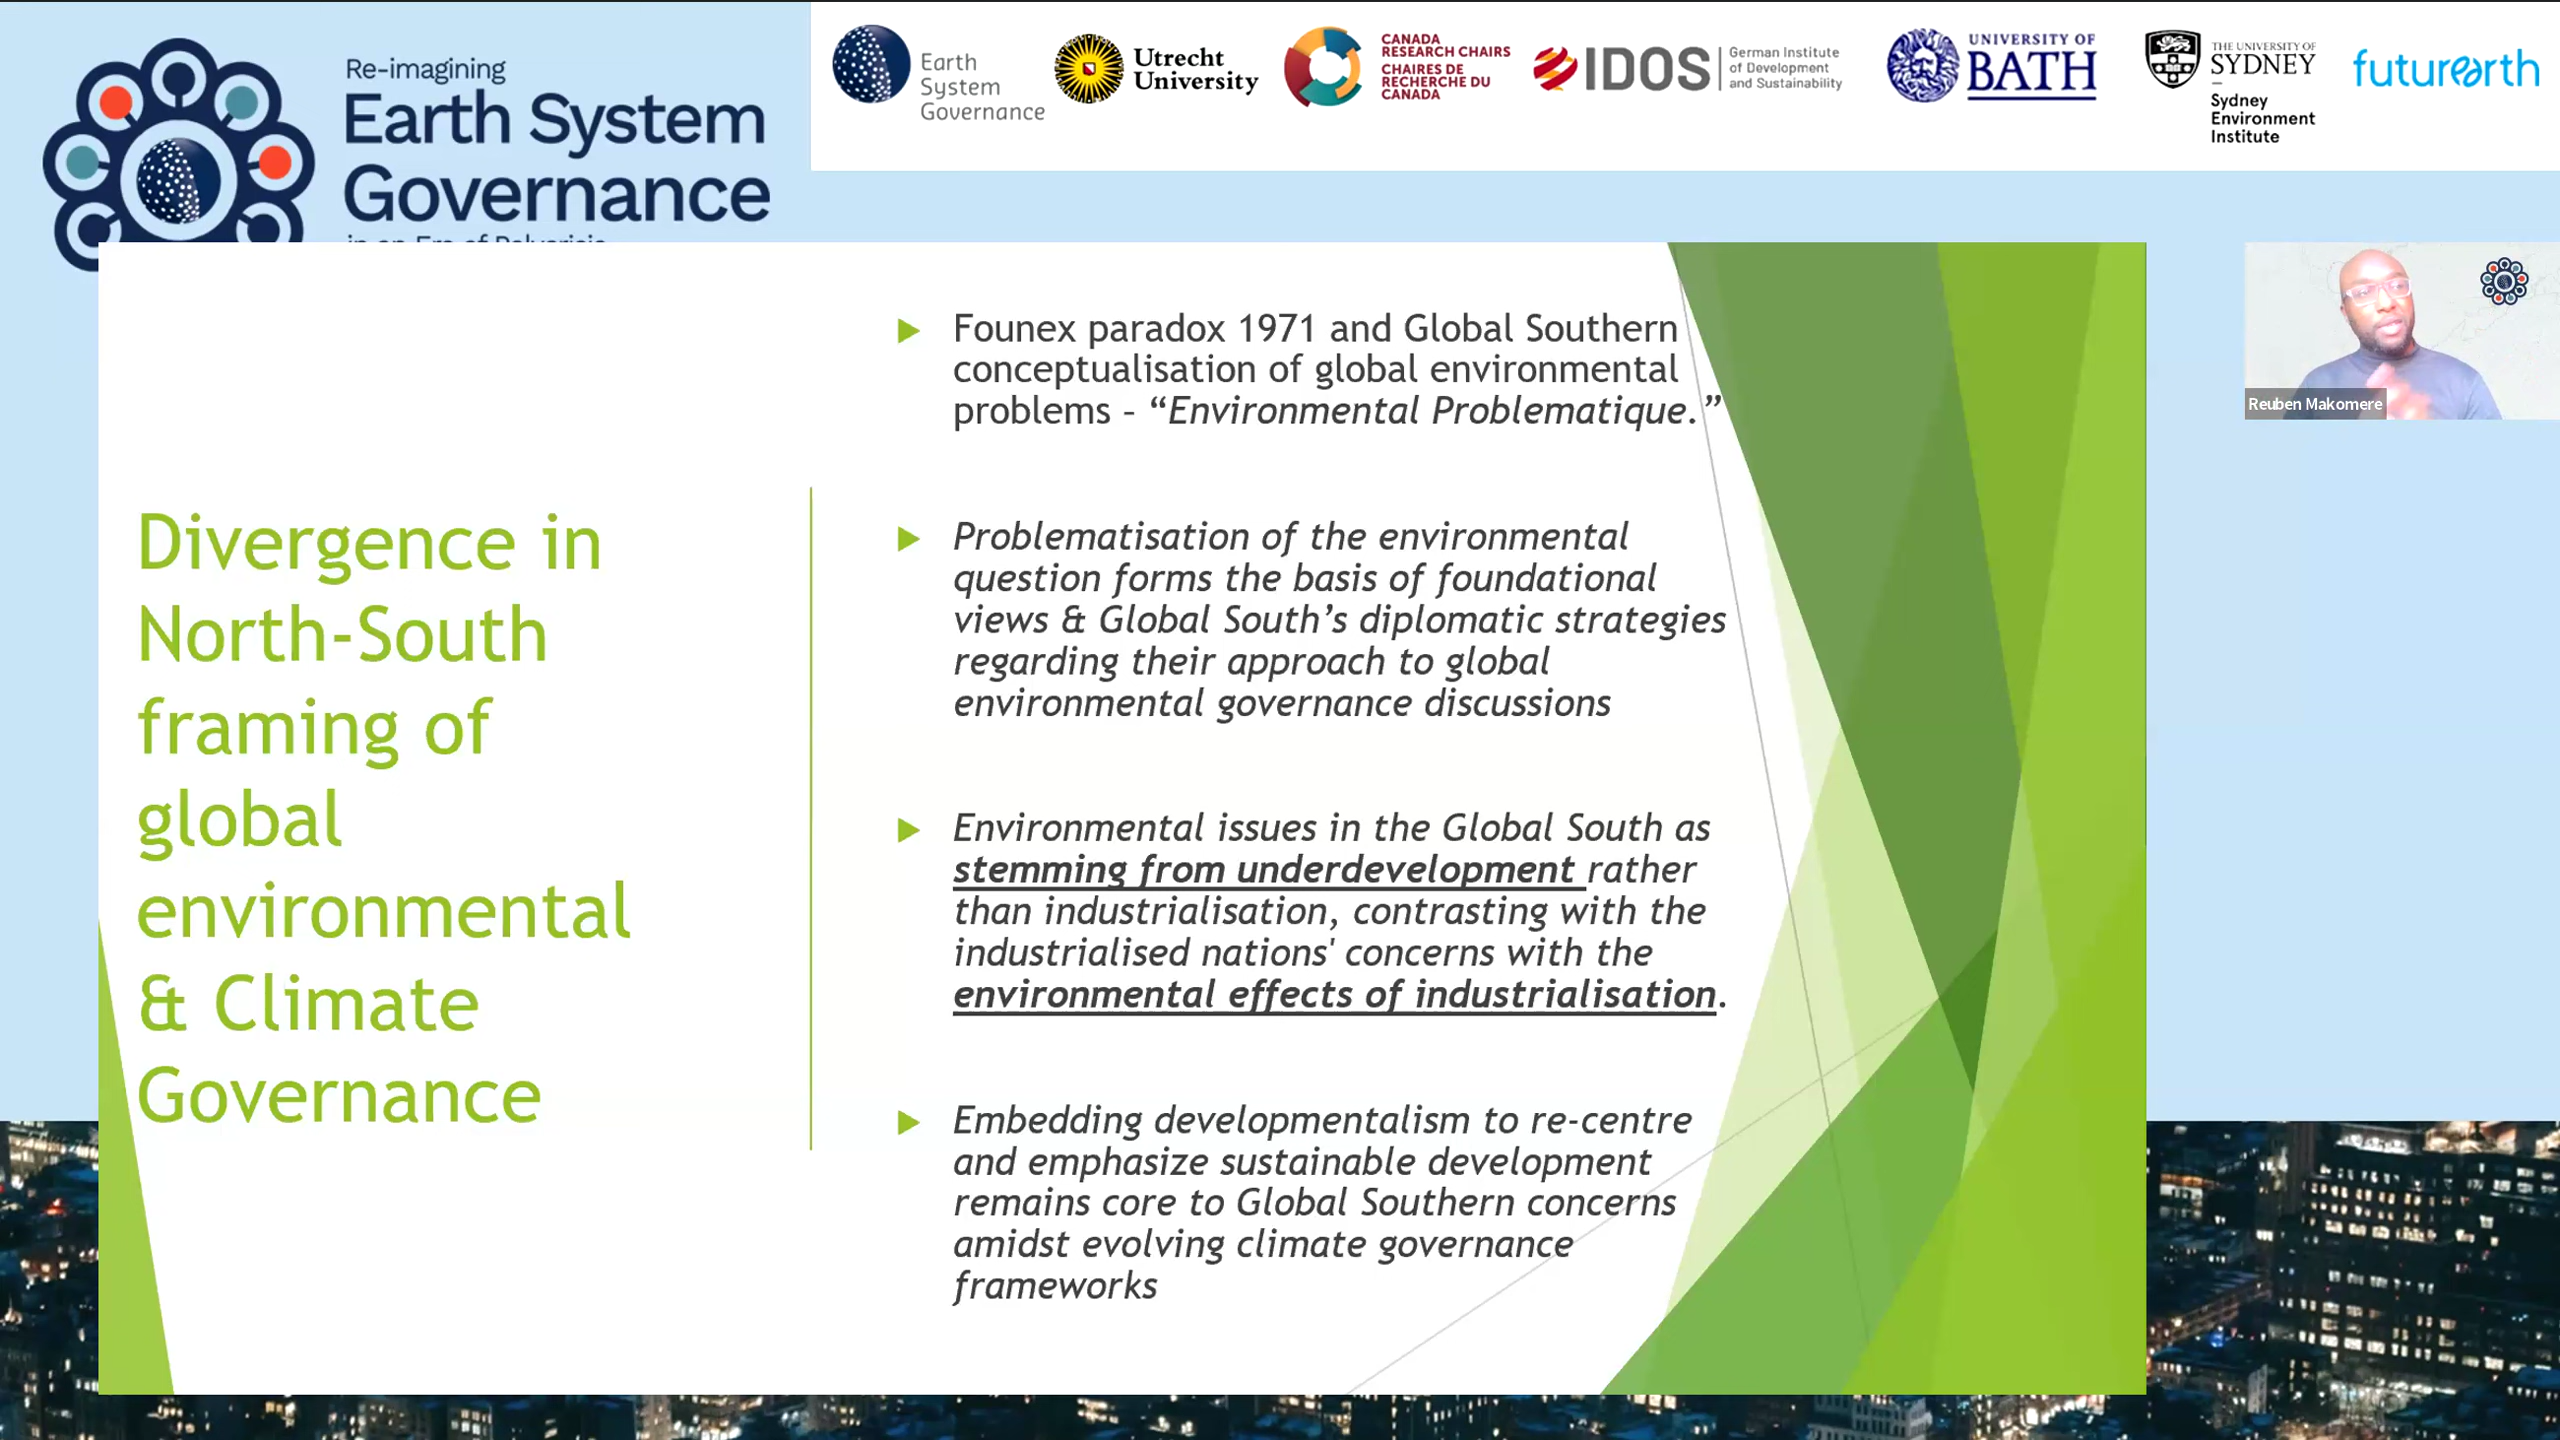 Re-imagining
Earth System
Governance
in an Era of Polycrisis
Earth
System
Governance
Utrecht
University
CANADA
RESEARCH CHAIRS
CHAIRES DE
RECHERCHE DU
CANADA
IDOS
German Institute
of Development
and Sustainability
UNIVERSITY OF
BATH
THE UNIVERSITY OF
SYDNEY
Sydney
Environment
Institute
futurearth
Divergence in
North-South
framing of
global
environmental
& Climate
Governance
Founex paradox 1971 and Global Southern
conceptualisation of global environmental
problems – “Environmental Problematique.”
Problematisation of the environmental
question forms the basis of foundational
views & Global South’s diplomatic strategies
regarding their approach to global
environmental governance discussions
Environmental issues in the Global South as
stemming from underdevelopment rather
than industrialisation, contrasting with the
industrialised nations' concerns with the
environmental effects of industrialisation.
Embedding developmentalism to re-centre
and emphasize sustainable development
remains core to Global Southern concerns
amidst evolving climate governance
frameworks
Reuben Makomere